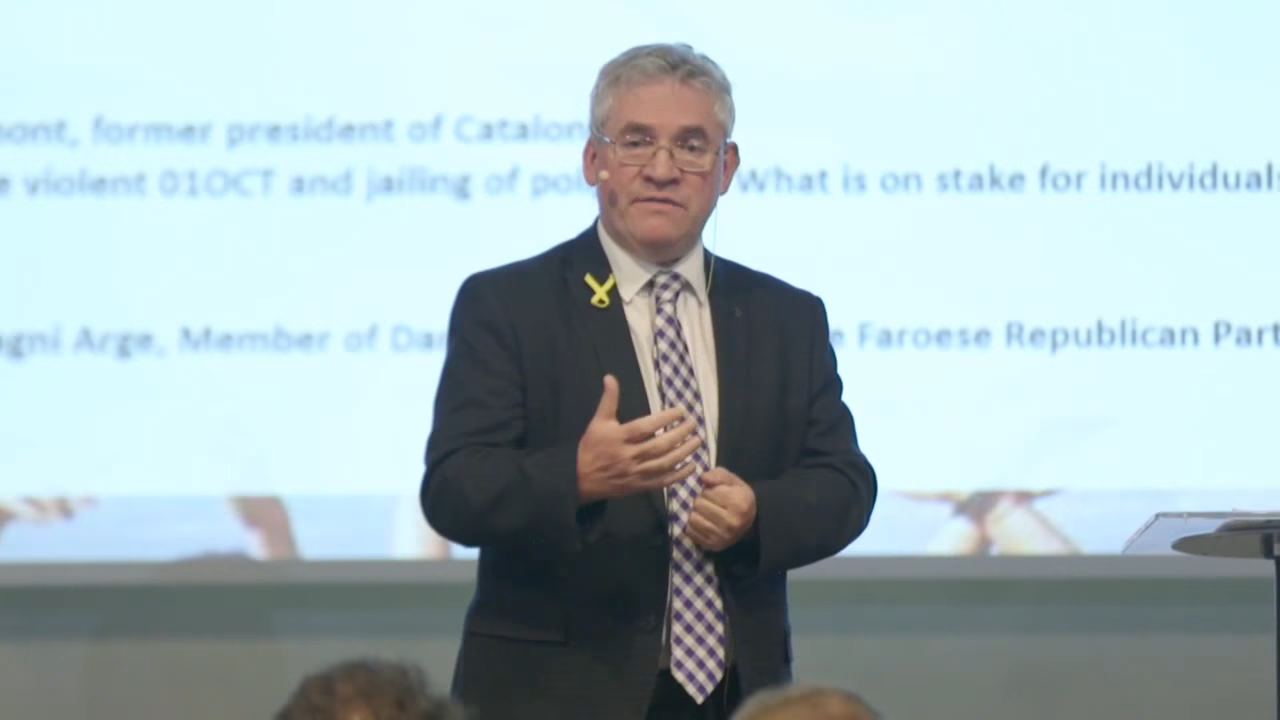 mont, former president of Catalon
e violent 01OCT and jailing of pol What is on stake for individuals
agni Arge, Member of Dan e Faroese Republican Part